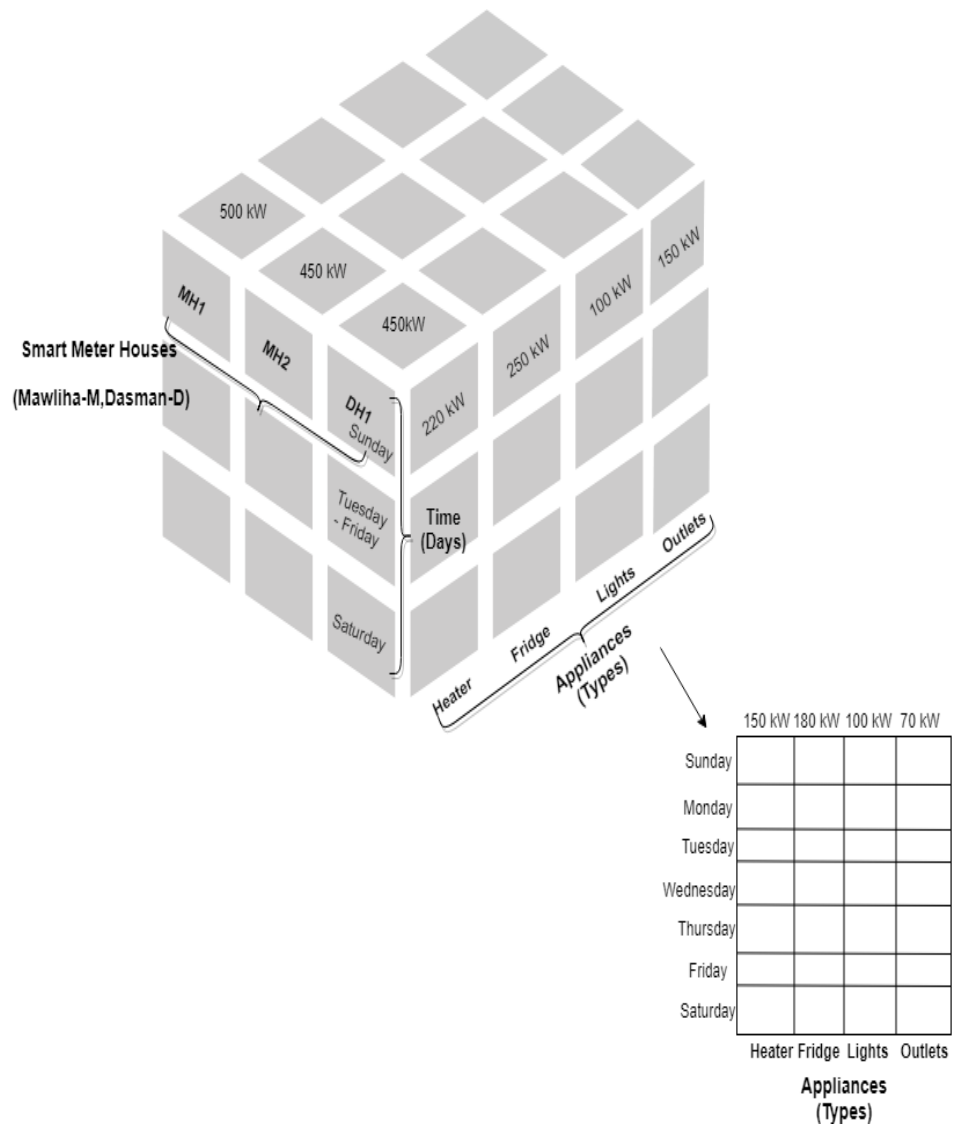 500 kW
450 kW
450kW
MH1
MH2
DH1
Sunday
Tuesday
- Friday
Saturday
220 kW
250 kW
100 kW
150 kW
Smart Meter Houses
(Mawliha-M,Dasman-D)
Time
(Days)
Heater
Fridge
Lights
Outlets
Appliances
(Types)
150 kW 180 kW 100 kW 70 kW
Sunday
Monday
Tuesday
Wednesday
Thursday
Friday
Saturday
Heater Fridge Lights Outlets
Appliances
(Types)